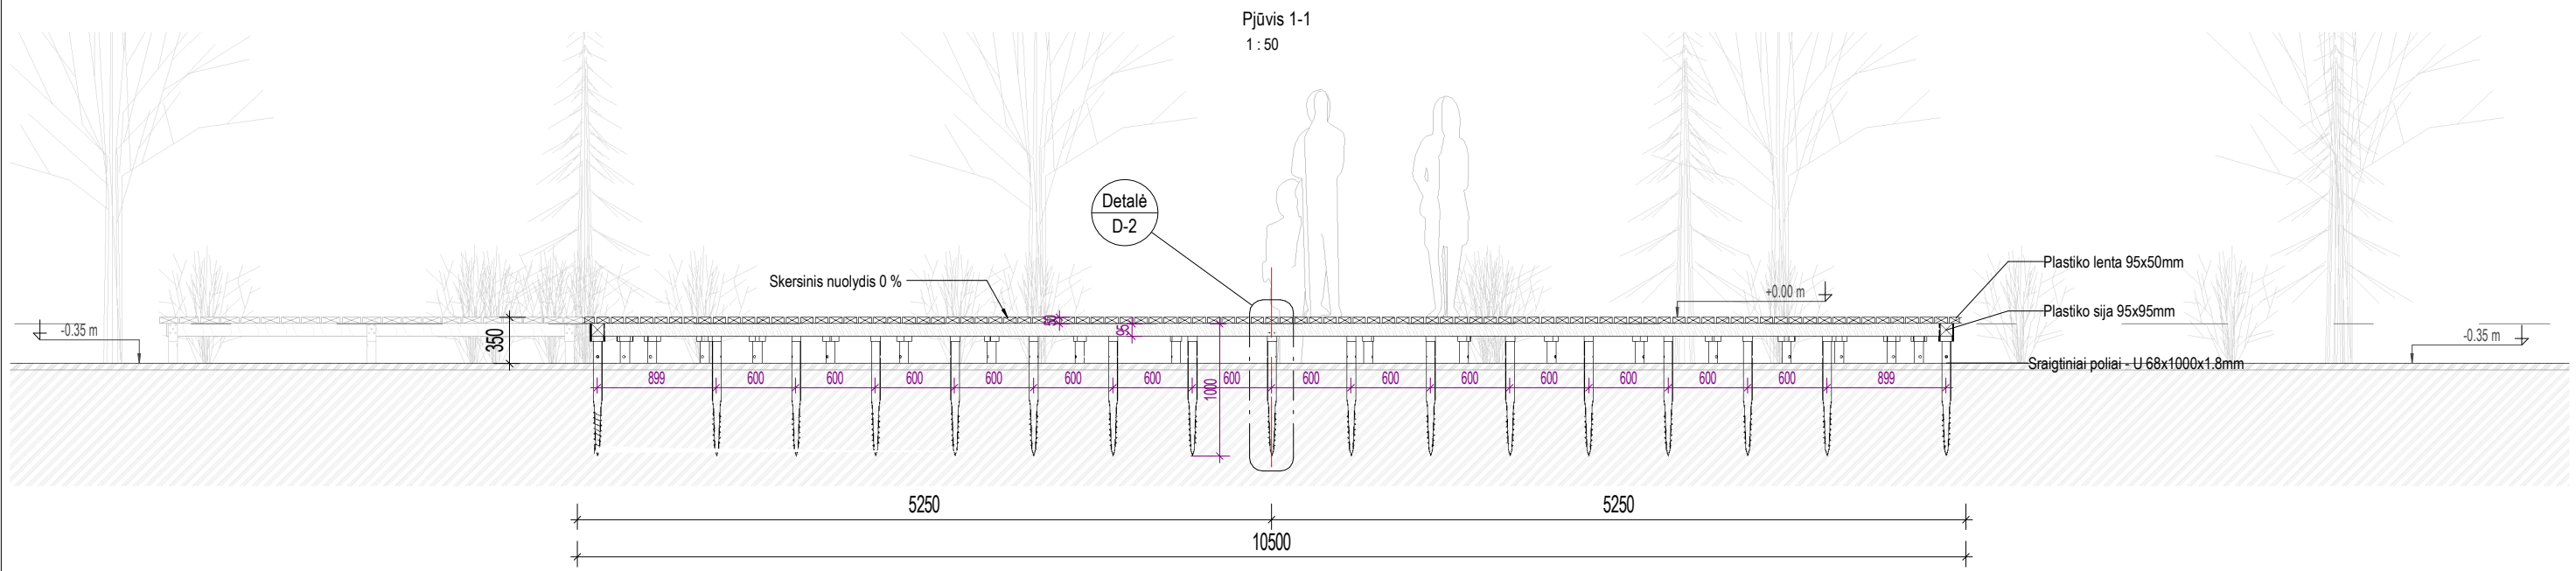 Pjūvis 1-1
1 : 50
Detalė
D-2
Skersinis nuolydis 0 %
Plastiko lenta 95x50mm
+0.00 m
Plastiko sija 95x95mm
-0.35 m
-0.35 m
350
50
95
Sraigtiniai poliai - U 68x1000x1.8mm
899 600 600 600 600 600 600 600 600 600 600 600 600 600 600 899
1000
5250 5250
10500